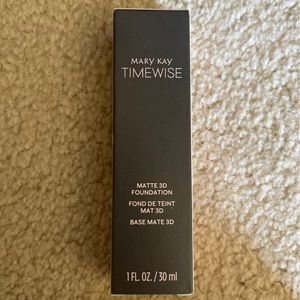 MARY KAY
TIMEWISE
MATTE 3D
FOUNDATION
FOND DE TEINT
MAT 3D
BASE MATE 3D
1 FL. OZ. / 30 ml